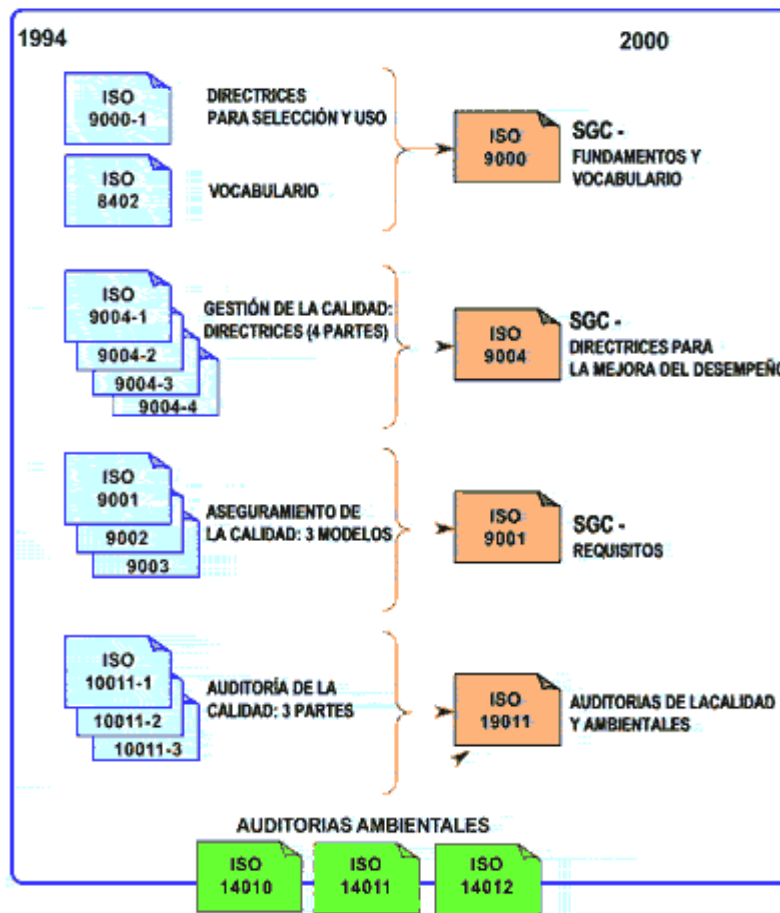 1994
2000
ISO
9000-1
DIRECTRICES
PARA SELECCIÓN Y USO
ISO
8402
VOCABULARIO
ISO
9000
SGC -
FUNDAMENTOS Y
VOCABULARIO
ISO
9004-1
9004-2
9004-3
9004-4
GESTIÓN DE LA CALIDAD:
DIRECTRICES (4 PARTES)
ISO
9004
SGC -
DIRECTRICES PARA
LA MEJORA DEL DESEMPEÑO
ISO
9001
9002
9003
ASEGURAMIENTO DE
LA CALIDAD: 3 MODELOS
ISO
9001
SGC -
REQUISITOS
ISO
10011-1
10011-2
10011-3
AUDITORÍA DE LA
CALIDAD: 3 PARTES
ISO
19011
AUDITORIAS DE LACALIDAD
Y AMBIENTALES
AUDITORIAS AMBIENTALES
ISO
14010
ISO
14011
ISO
14012